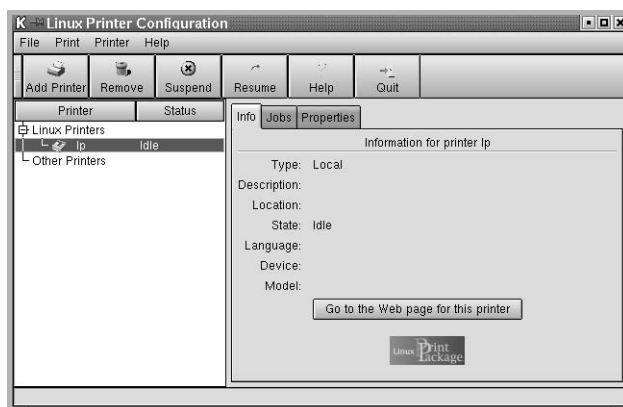 K Linux Printer Configuration
File Print Printer Help
Add Printer Remove Suspend Resume Help Quit
Printer Status
Linux Printers
lp Idle
Other Printers
Info Jobs Properties
Information for printer lp
Type: Local
Description:
Location:
State: Idle
Language:
Device:
Model:
Go to the Web page for this printer
Linux Print Package